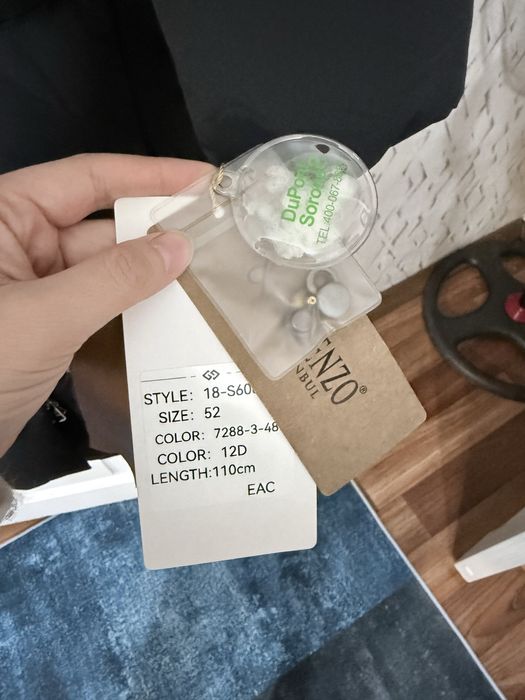 DuPont
Sorona
TEL:400-067-8
ENZO®
NBUL
STYLE: 18-S60
SIZE: 52
COLOR: 7288-3-48
COLOR: 12D
LENGTH:110cm
EAC